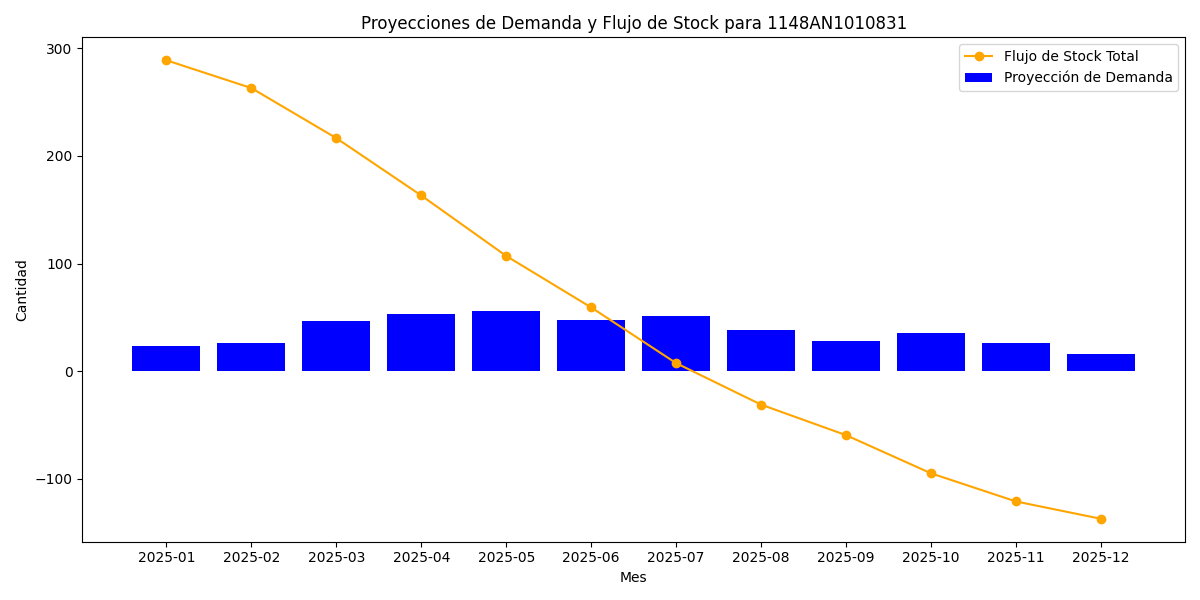 Proyecciones de Demanda y Flujo de Stock para 1148AN1010831
Flujo de Stock Total
Proyección de Demanda
Cantidad
300
200
100
0
−100
2025-01 2025-02 2025-03 2025-04 2025-05 2025-06 2025-07 2025-08 2025-09 2025-10 2025-11 2025-12
Mes